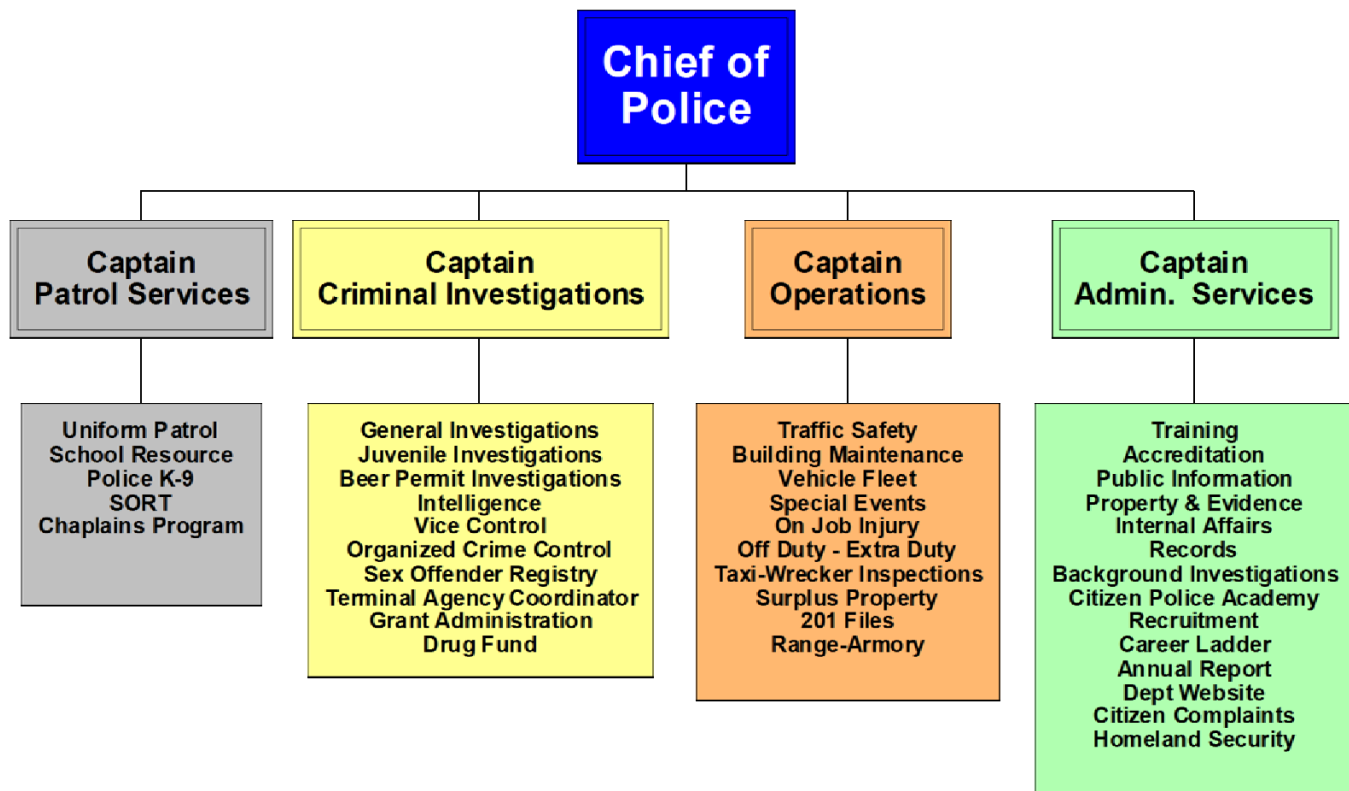 Chief of
Police
Captain
Patrol Services
Captain
Criminal Investigations
Captain
Operations
Captain
Admin.  Services
Uniform Patrol
School Resource
Police K-9
SORT
Chaplains Program
General Investigations
Juvenile Investigations
Beer Permit Investigations
Intelligence
Vice Control
Organized Crime Control
Sex Offender Registry
Terminal Agency Coordinator
Grant Administration
Drug Fund
Traffic Safety
Building Maintenance
Vehicle Fleet
Special Events
On Job Injury
Off Duty - Extra Duty
Taxi-Wrecker Inspections
Surplus Property
201 Files
Range-Armory
Training
Accreditation
Public Information
Property & Evidence
Internal Affairs
Records
Background Investigations
Citizen Police Academy
Recruitment
Career Ladder
Annual Report
Dept Website
Citizen Complaints
Homeland Security